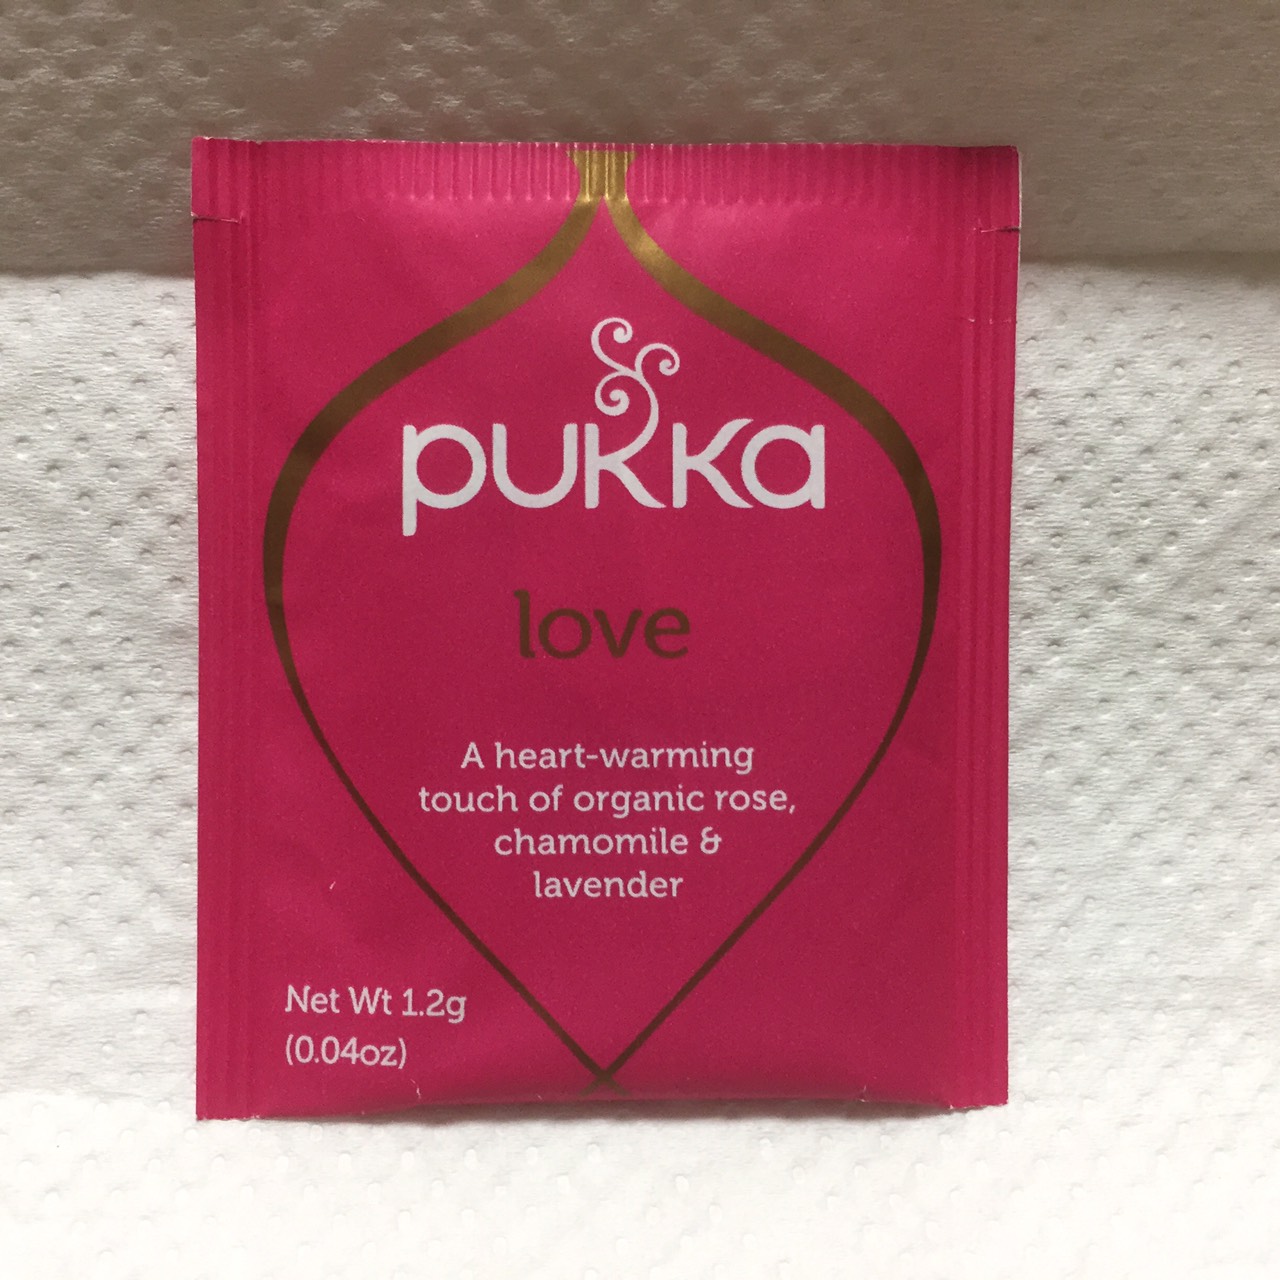 pukka
love
A heart-warming
touch of organic rose,
chamomile &
lavender
Net Wt 1.2g
(0.04oz)